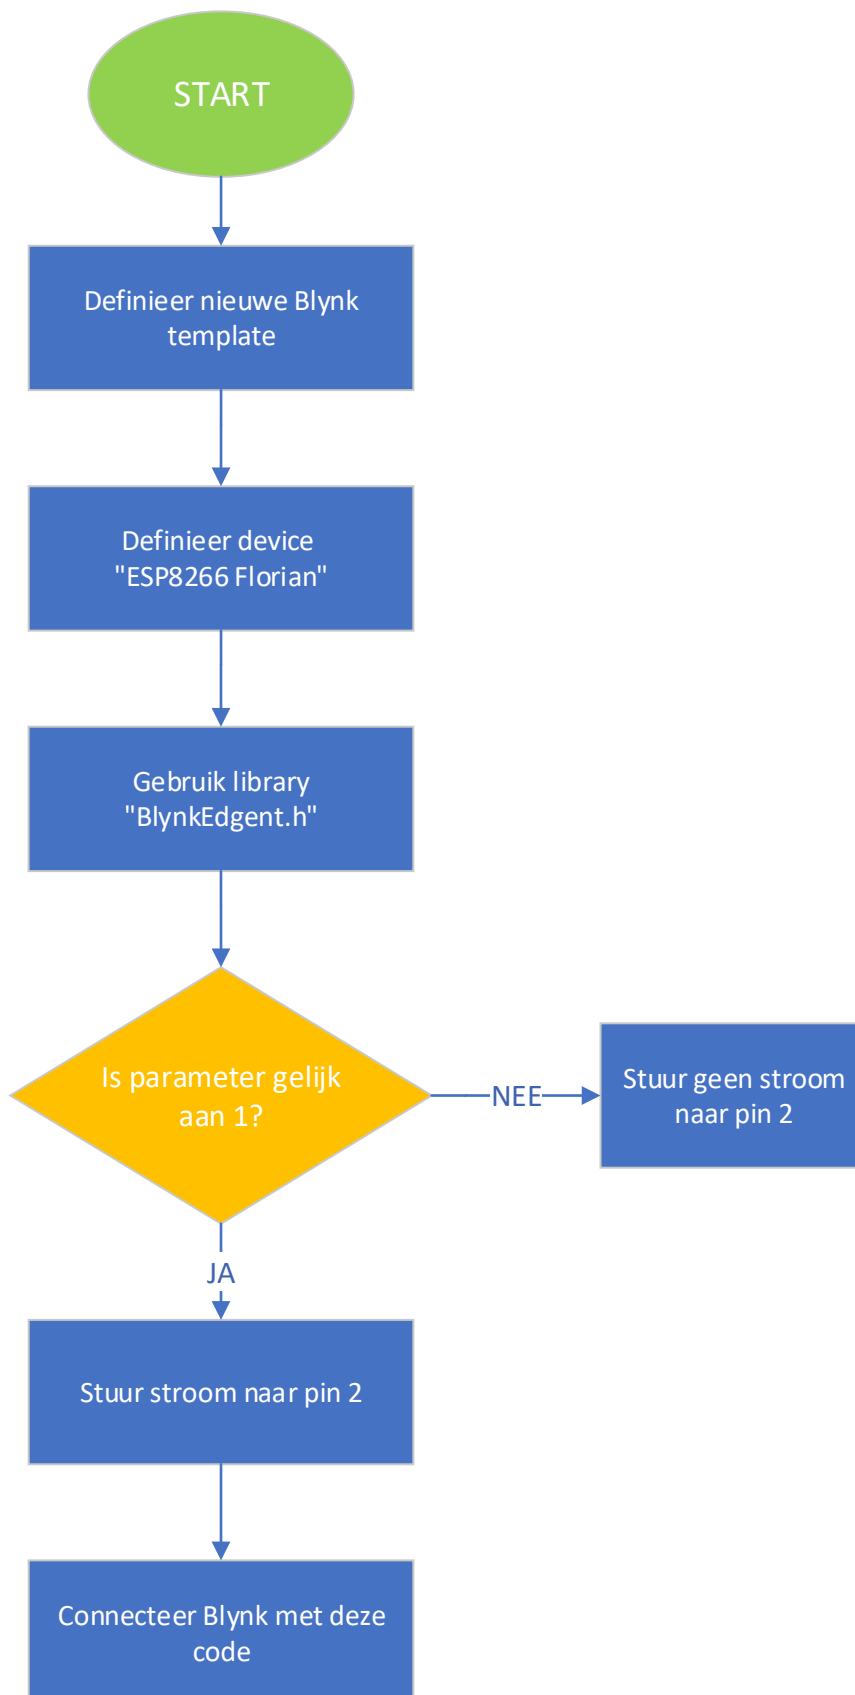 START
Definieer nieuwe Blynk
template
Definieer device
"ESP8266 Florian"
Gebruik library
"BlynkEdgent.h"
Is parameter gelijk
aan 1?
NEE
Stuur geen stroom
naar pin 2
JA
Stuur stroom naar pin 2
Connecteer Blynk met deze
code